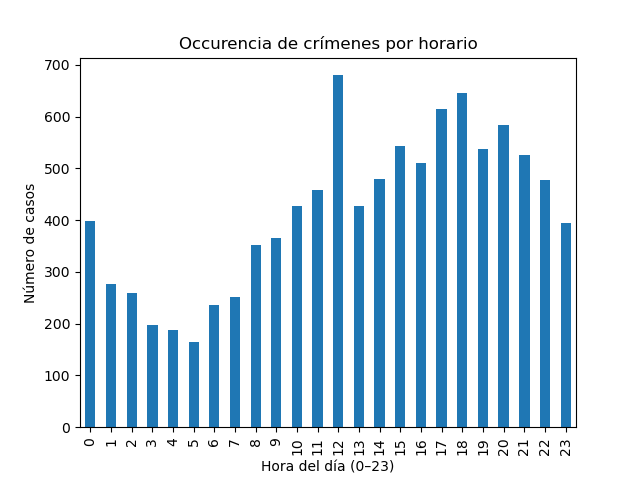 Occurencia de crímenes por horario
700
600
500
400
300
200
100
0
Número de casos
0 1 2 3 4 5 6 7 8 9 10 11 12 13 14 15 16 17 18 19 20 21 22 23
Hora del día (0–23)